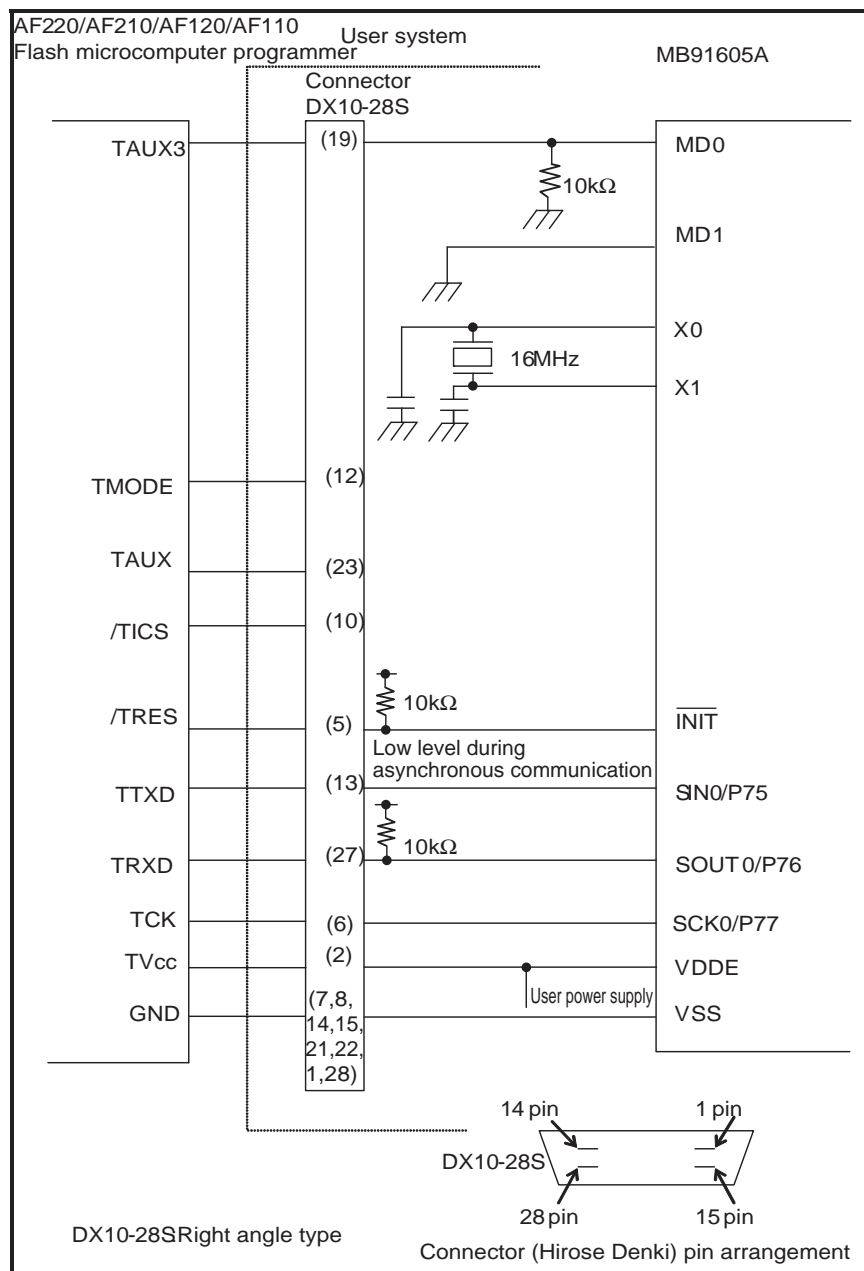 AF220/AF210/AF120/AF110
Flash microcomputer programmer
User system
MB91605A
Connector
DX10-28S
TAUX3
(19)
MD0
10kΩ
MD1
X0
16MHz
X1
TMODE
(12)
TAUX
(23)
/TICS
(10)
10kΩ
/TRES
(5)
INIT
Low level during
asynchronous communication
TTXD
(13)
SIN0/P75
10kΩ
TRXD
(27)
SOUT0/P76
TCK
(6)
SCK0/P77
TVcc
(2)
VDDE
User power supply
GND
(7,8,
14,15,
21,22,
1,28)
VSS
14 pin
1 pin
DX10-28S
28 pin
15 pin
DX10-28S:Right angle type
Connector (Hirose Denki) pin arrangement